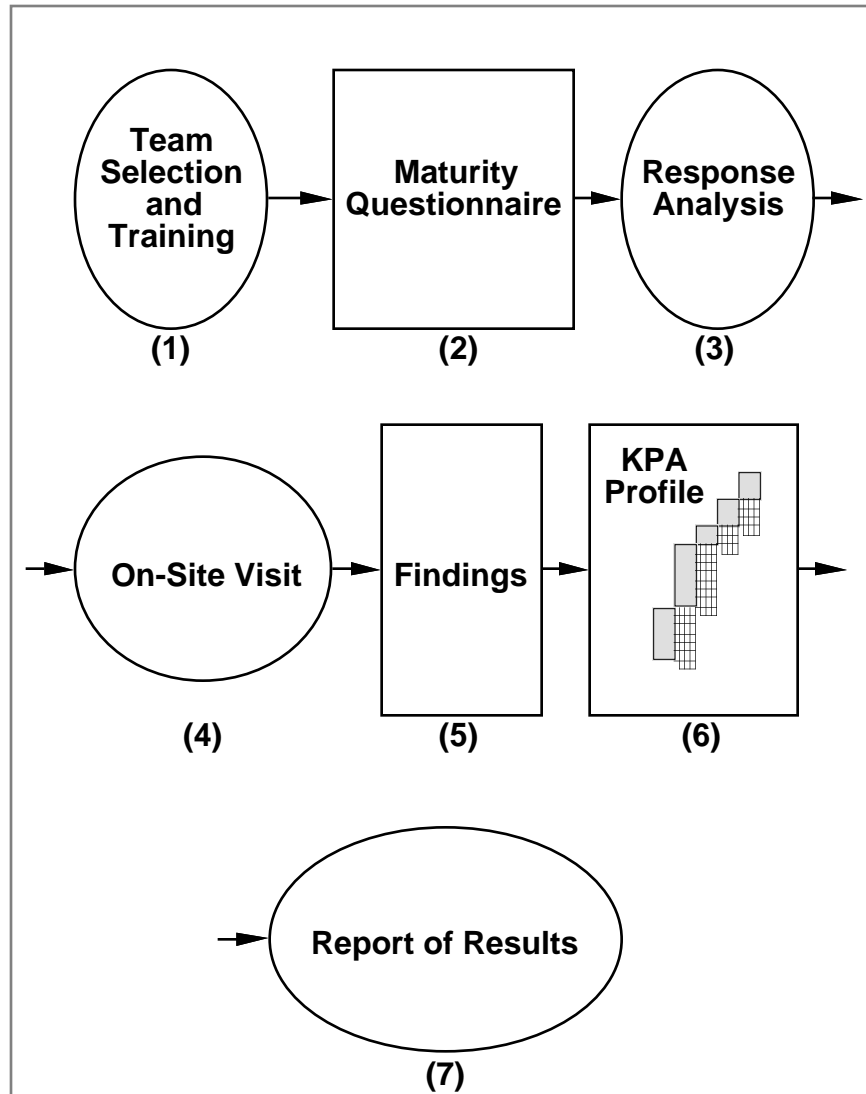 Team
Selection
and
Training
(1)
Maturity
Questionnaire
(2)
Response
Analysis
(3)
On-Site Visit
(4)
Findings
(5)
KPA
Profile
(6)
Report of Results
(7)